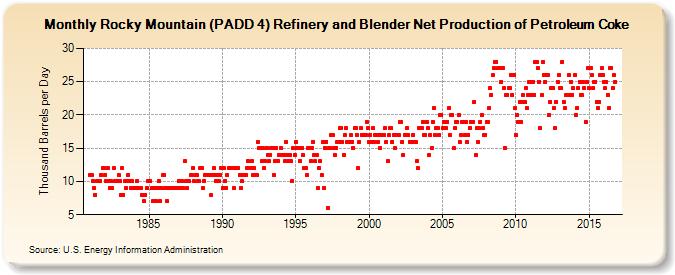 Monthly Rocky Mountain (PADD 4) Refinery and Blender Net Production of Petroleum Coke
Thousand Barrels per Day
30
25
20
15
10
5
1985 1990 1995 2000 2005 2010 2015
Source: U.S. Energy Information Administration